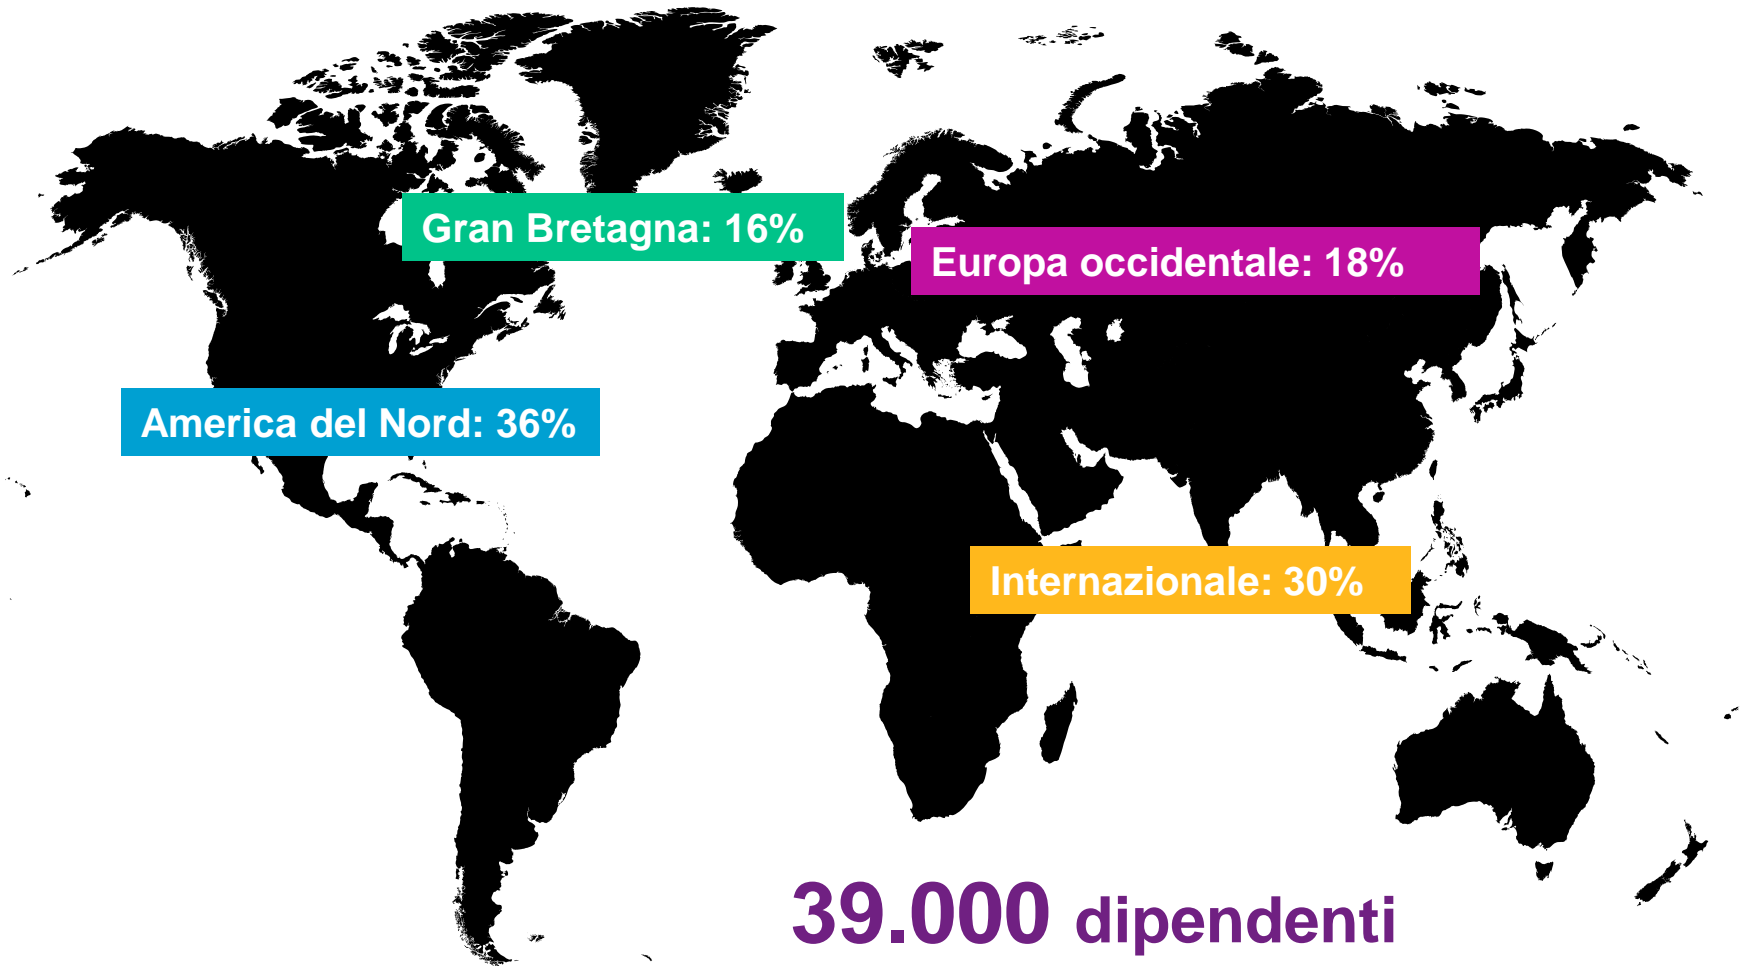 Gran Bretagna: 16%
Europa occidentale: 18%
America del Nord: 36%
Internazionale: 30%
39.000 dipendenti